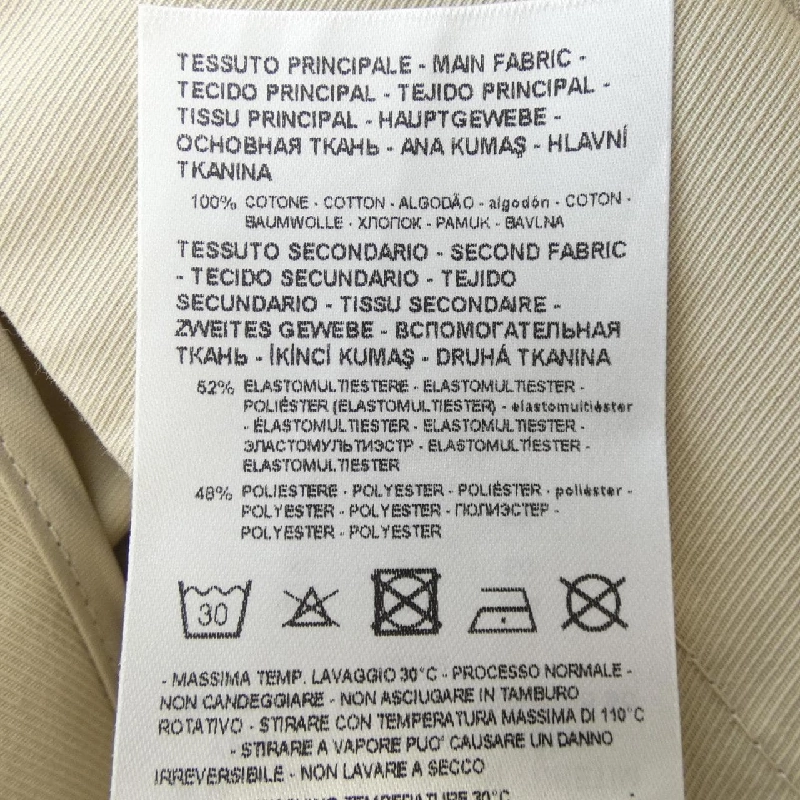 TESSUTO PRINCIPALE - MAIN FABRIC -
TECIDO PRINCIPAL - TEJIDO PRINCIPAL -
TISSU PRINCIPAL - HAUPTGEWEBE -
ОСНОВНАЯ ТКАНЬ - ANA KUMAŞ - HLAVNÍ
TKANINA
100% COTONE - COTTON - ALGODÃO - algodón - COTON -
BAUMWOLLE - ХЛОПОК - PAMUK - BAVLNA
TESSUTO SECONDARIO - SECOND FABRIC
- TECIDO SECUNDARIO - TEJIDO
SECUNDARIO - TISSU SECONDAIRE -
ZWEITES GEWEBE - ВСПОМОГАТЕЛЬНАЯ
ТКАНЬ - İKİNCİ KUMAŞ - DRUHÁ TKANINA
52% ELASTOMULTIESTERE - ELASTOMULTIESTER -
POLIÉSTER (ELASTOMULTIESTER) - elastomultiéster
- ÉLASTOMULTIESTER - ELASTOMULTIESTER -
ЭЛАСТОМУЛЬТИЭСТР - ELASTOMULTIESTER -
ELASTOMULTIESTER
48% POLIESTERE - POLYESTER - POLIÉSTER - poliéster -
POLYESTER - POLYESTER - ПОЛИЭСТЕР -
POLYESTER - POLYESTER
30
- MASSIMA TEMP. LAVAGGIO 30°C - PROCESSO NORMALE -
NON CANDEGGIARE - NON ASCIUGARE IN TAMBURO
ROTATIVO - STIRARE CON TEMPERATURA MASSIMA DI 110°C
- STIRARE A VAPORE PUO' CAUSARE UN DANNO
IRREVERSIBILE - NON LAVARE A SECCO
TEMPERATURE 30°C